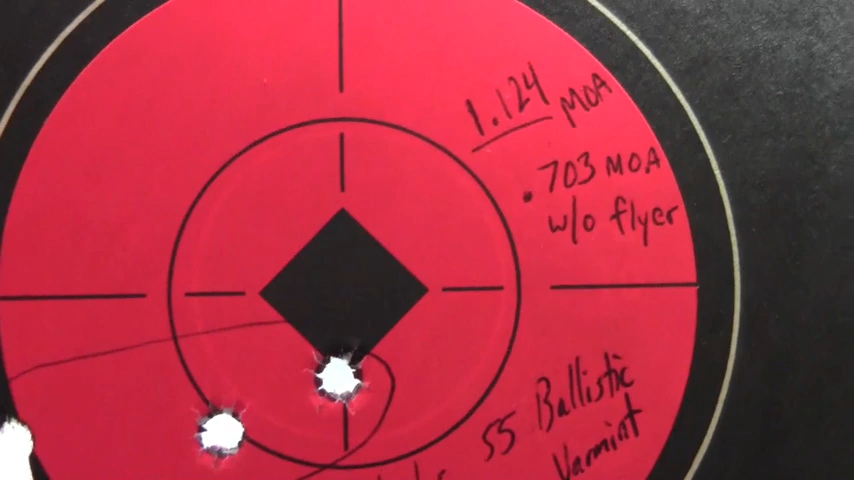 1.124 MOA
.703 MOA
w/o flyer
55 Ballistic
Varmint